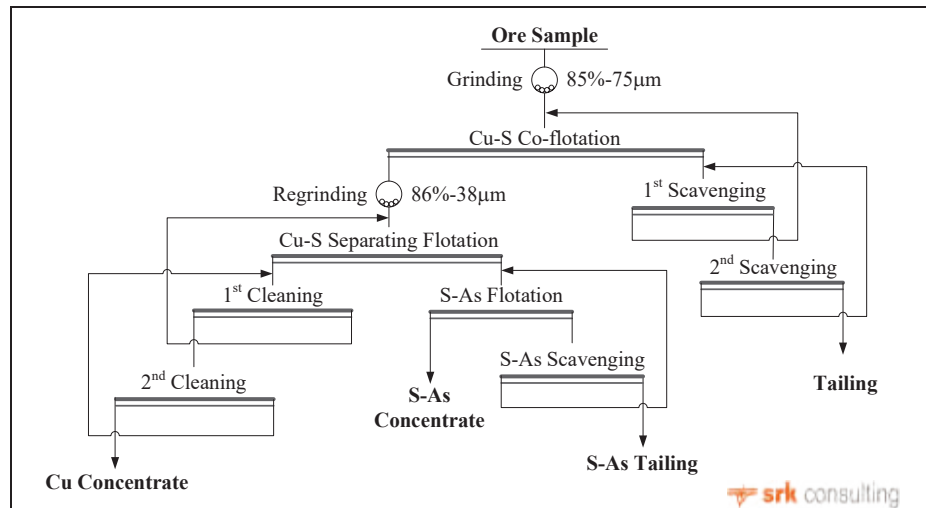 Ore Sample
Grinding 85%-75μm
Cu-S Co-flotation
Regrinding 86%-38μm
1st Scavenging
Cu-S Separating Flotation
2nd Scavenging
1st Cleaning
S-As Flotation
S-As Scavenging
2nd Cleaning
Tailing
S-As
Concentrate
S-As Tailing
Cu Concentrate
srk consulting